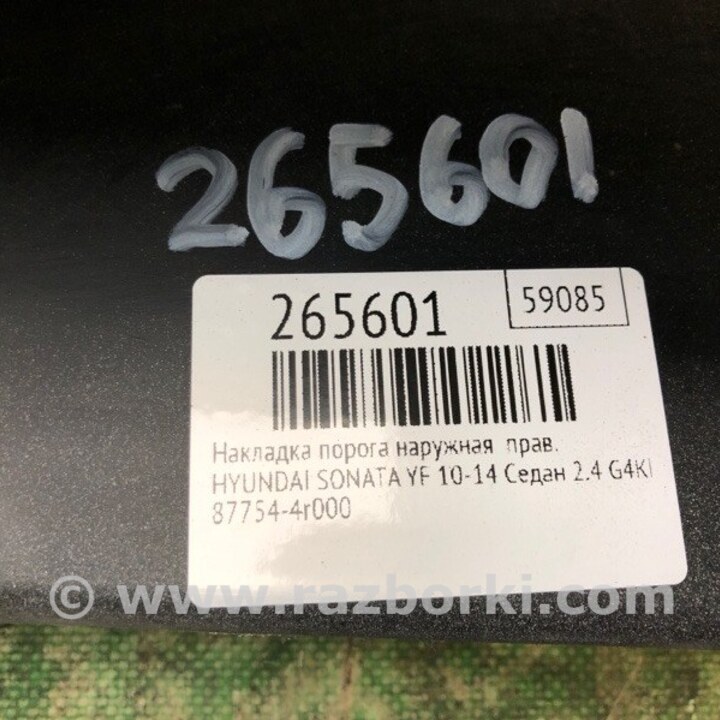 265601
265601
59085
Накладка порога наружная прав.
HYUNDAI SONATA YF 10-14 Седан 2.4 G4K
87754-4r000
© www.razborki.com